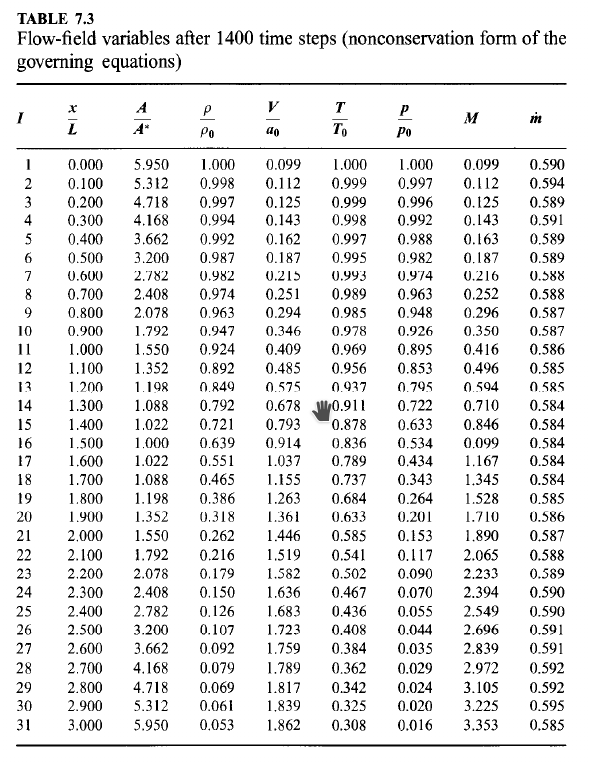 TABLE 7.3
Flow-field variables after 1400 time steps (nonconservation form of the
governing equations)
I x/L A/A* ρ/ρ₀ V/a₀ T/T₀ p/p₀ M ṁ
1 0.000 5.950 1.000 0.099 1.000 1.000 0.099 0.590
2 0.100 5.312 0.998 0.112 0.999 0.997 0.112 0.594
3 0.200 4.718 0.997 0.125 0.999 0.996 0.125 0.589
4 0.300 4.168 0.994 0.143 0.998 0.992 0.143 0.591
5 0.400 3.662 0.992 0.162 0.997 0.988 0.163 0.589
6 0.500 3.200 0.987 0.187 0.995 0.982 0.187 0.589
7 0.600 2.782 0.982 0.215 0.993 0.974 0.216 0.588
8 0.700 2.408 0.974 0.251 0.989 0.963 0.252 0.588
9 0.800 2.078 0.963 0.294 0.985 0.948 0.296 0.587
10 0.900 1.792 0.947 0.346 0.978 0.926 0.350 0.587
11 1.000 1.550 0.924 0.409 0.969 0.895 0.416 0.586
12 1.100 1.352 0.892 0.485 0.956 0.853 0.496 0.585
13 1.200 1.198 0.849 0.575 0.937 0.795 0.594 0.585
14 1.300 1.088 0.792 0.678 0.911 0.722 0.710 0.584
15 1.400 1.022 0.721 0.793 0.878 0.633 0.846 0.584
16 1.500 1.000 0.639 0.914 0.836 0.534 0.099 0.584
17 1.600 1.022 0.551 1.037 0.789 0.434 1.167 0.584
18 1.700 1.088 0.465 1.155 0.737 0.343 1.345 0.584
19 1.800 1.198 0.386 1.263 0.684 0.264 1.528 0.585
20 1.900 1.352 0.318 1.361 0.633 0.201 1.710 0.586
21 2.000 1.550 0.262 1.446 0.585 0.153 1.890 0.587
22 2.100 1.792 0.216 1.519 0.541 0.117 2.065 0.588
23 2.200 2.078 0.179 1.582 0.502 0.090 2.233 0.589
24 2.300 2.408 0.150 1.636 0.467 0.070 2.394 0.590
25 2.400 2.782 0.126 1.683 0.436 0.055 2.549 0.590
26 2.500 3.200 0.107 1.723 0.408 0.044 2.696 0.591
27 2.600 3.662 0.092 1.759 0.384 0.035 2.839 0.591
28 2.700 4.168 0.079 1.789 0.362 0.029 2.972 0.592
29 2.800 4.718 0.069 1.817 0.342 0.024 3.105 0.592
30 2.900 5.312 0.061 1.839 0.325 0.020 3.225 0.595
31 3.000 5.950 0.053 1.862 0.308 0.016 3.353 0.585